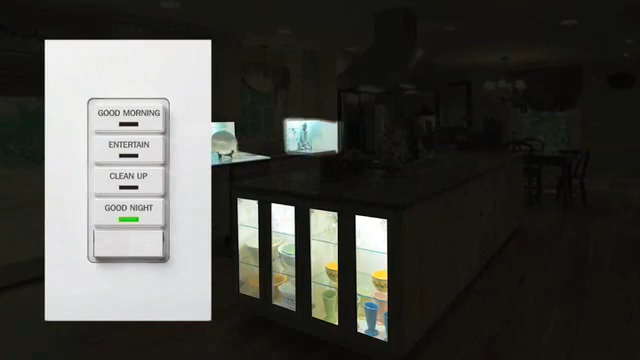 GOOD MORNING
ENTERTAIN
CLEAN UP
GOOD NIGHT